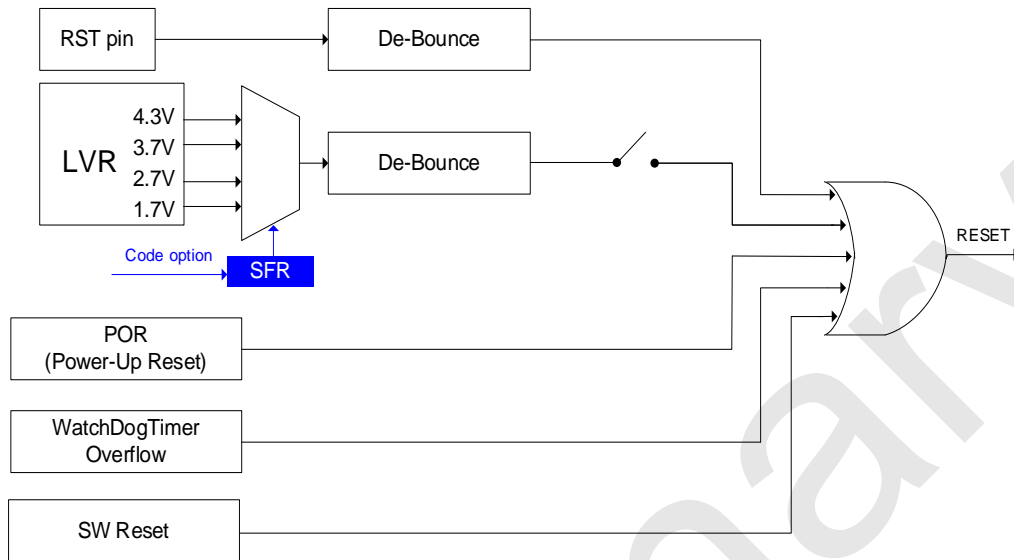 RST pin
De-Bounce
LVR
4.3V
3.7V
2.7V
1.7V
De-Bounce
Code option
SFR
RESET
POR
(Power-Up Reset)
WatchDogTimer
Overflow
SW Reset